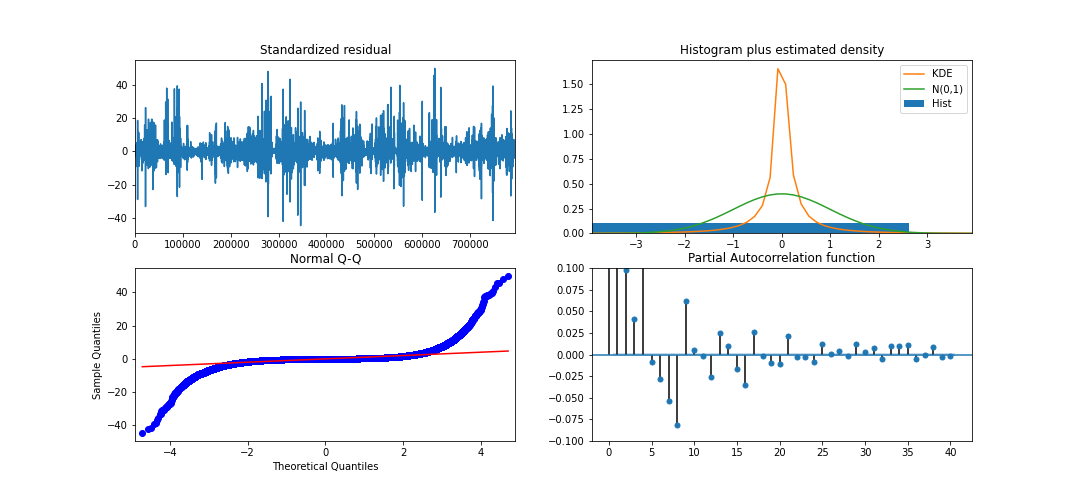 Standardized residual
40
20
0
−20
−40
0 100000 200000 300000 400000 500000 600000 700000
Histogram plus estimated density
KDE
N(0,1)
Hist
1.50
1.25
1.00
0.75
0.50
0.25
0.00
−3 −2 −1 0 1 2 3
Normal Q-Q
Sample Quantiles
40
20
0
−20
−40
−4 −2 0 2 4
Theoretical Quantiles
Partial Autocorrelation function
0.100
0.075
0.050
0.025
0.000
−0.025
−0.050
−0.075
−0.100
0 5 10 15 20 25 30 35 40